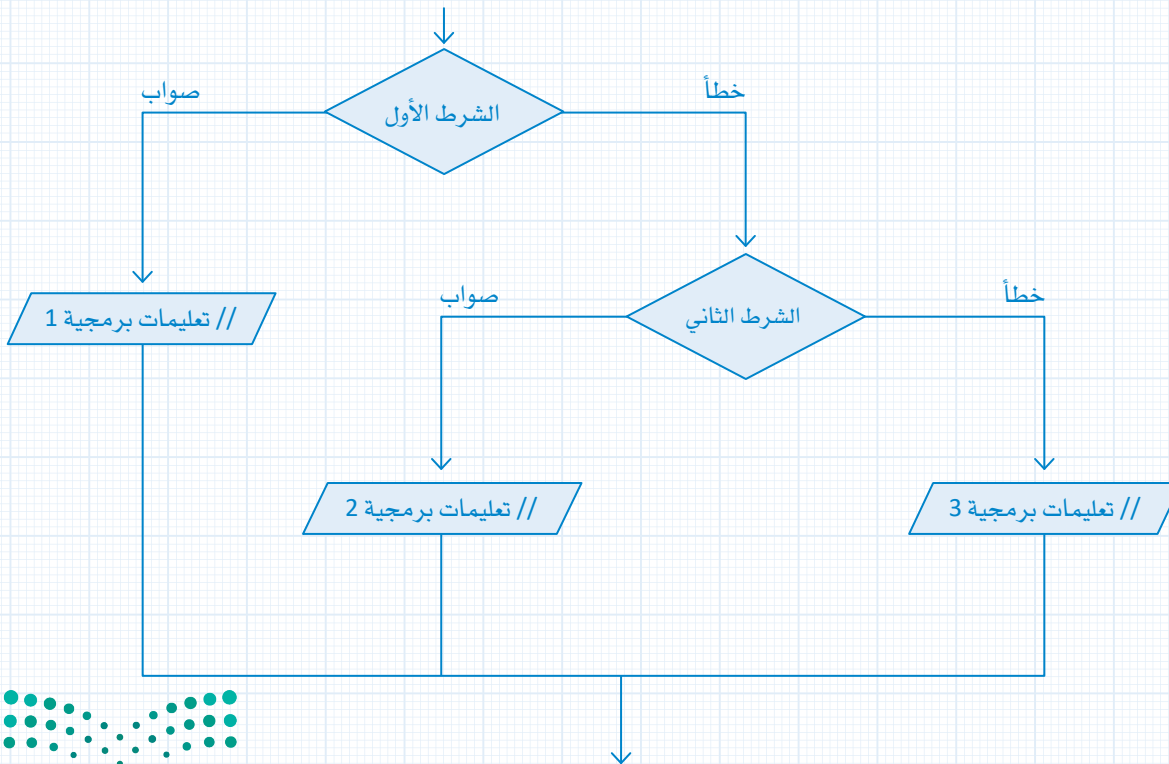 الشرط الأول
صواب
خطأ
// تعليمات برمجية 1
الشرط الثاني
صواب
خطأ
// تعليمات برمجية 2
// تعليمات برمجية 3